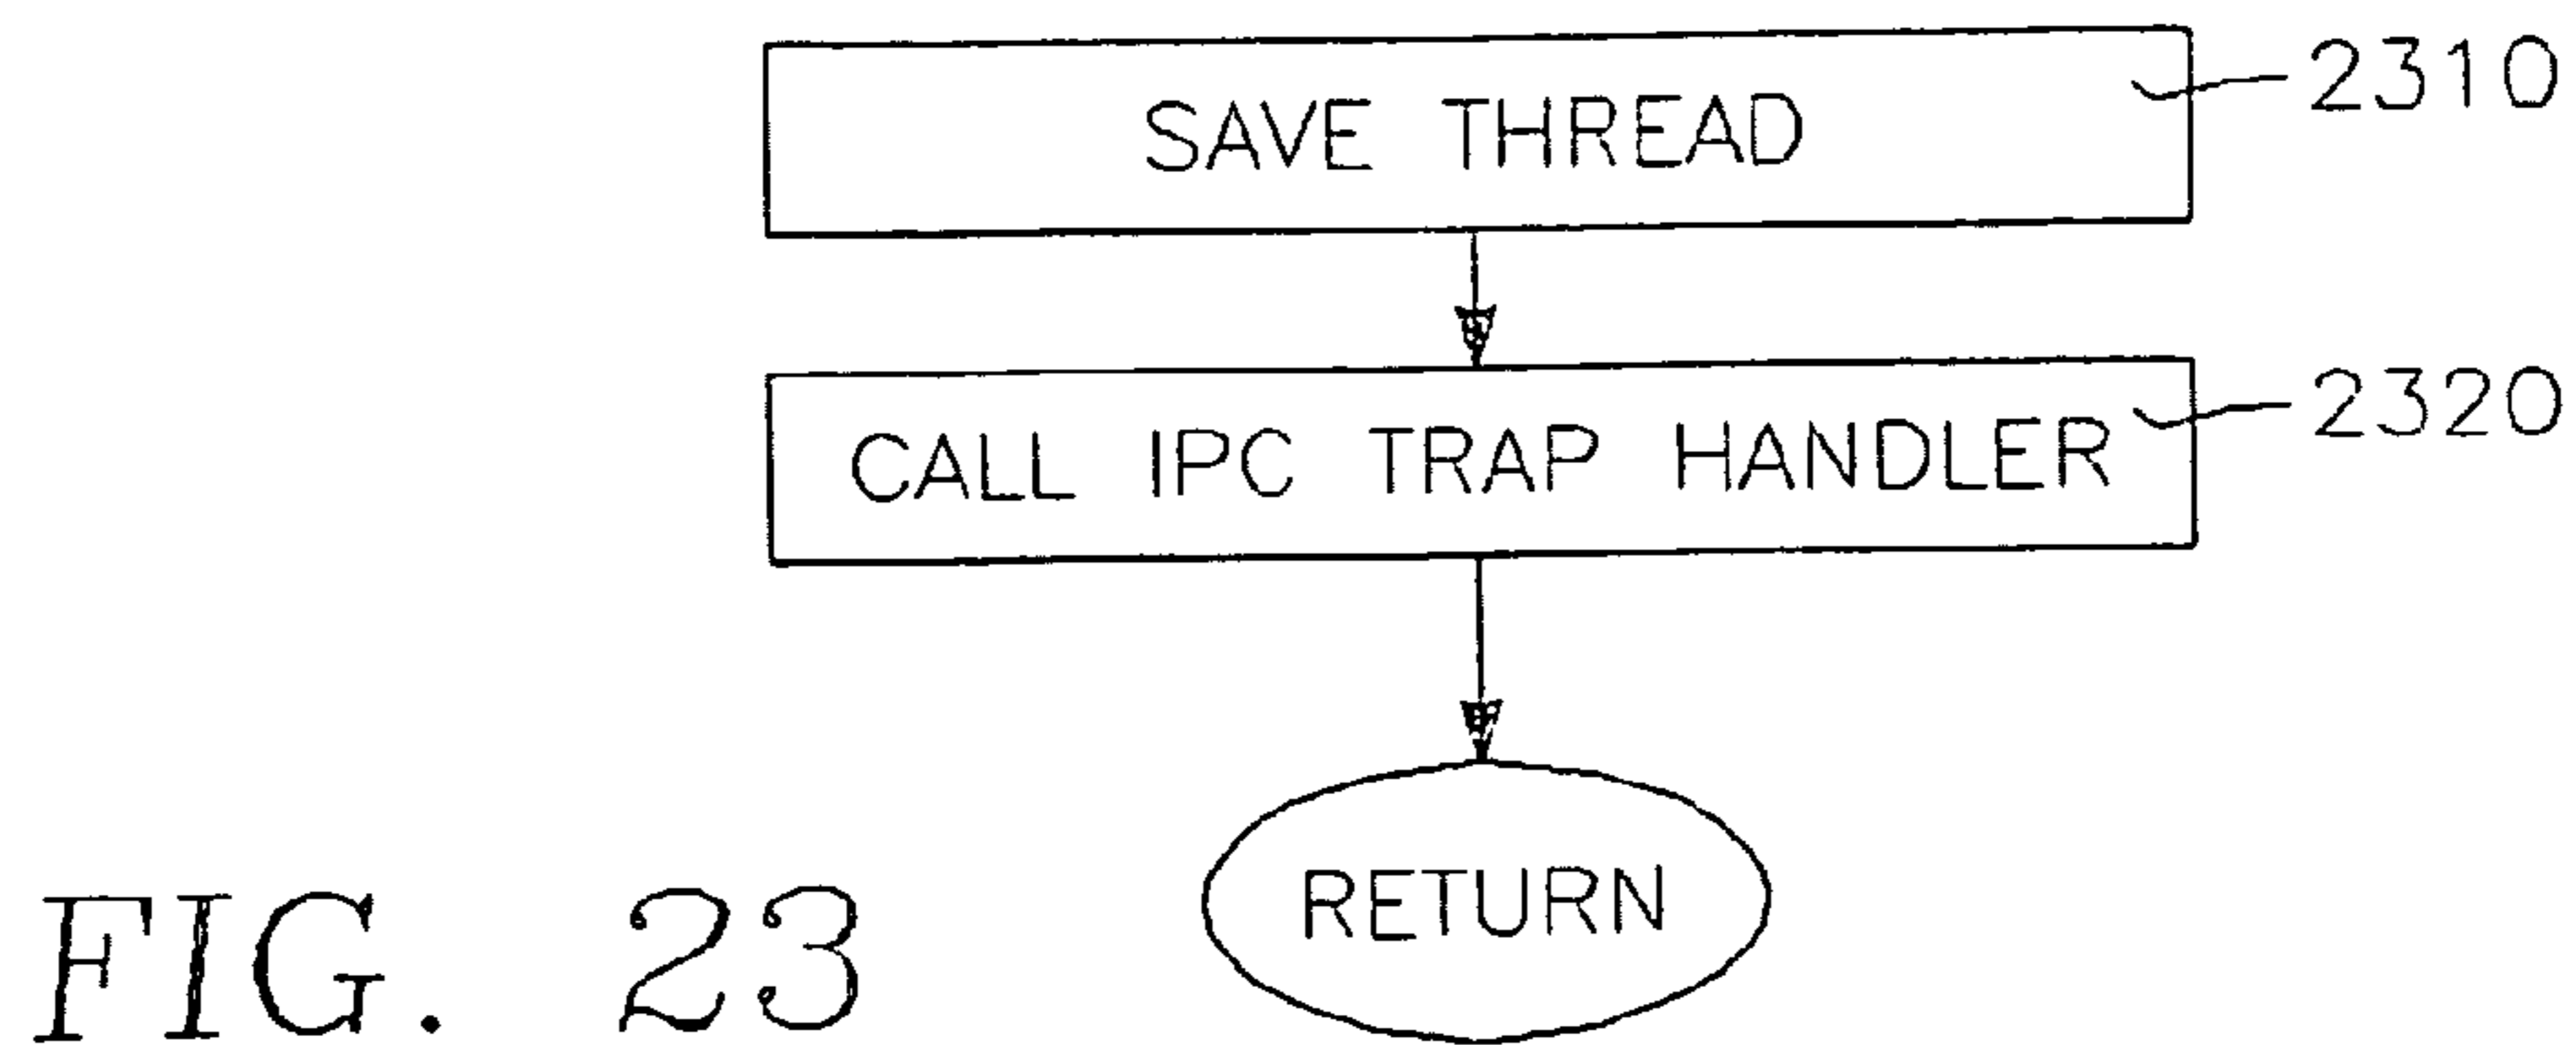 SAVE THREAD
2310
CALL IPC TRAP HANDLER
2320
RETURN
FIG. 23